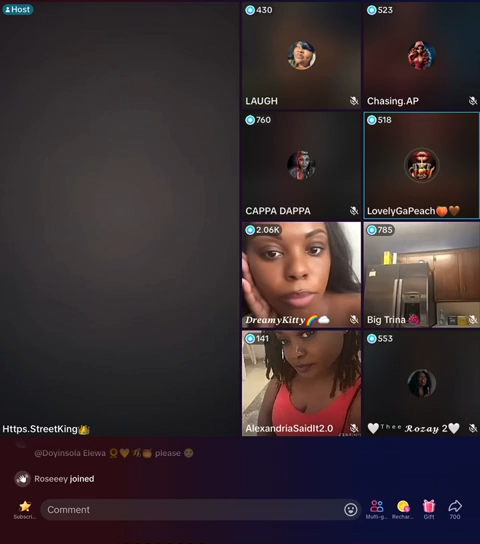 Host
430
523
LAUGH
Chasing.AP
760
518
CAPPA DAPPA
LovelyGaPeach🍑🤎
2.06K
785
DreamyKitty🌈☁️
Big Trina
141
553
Https.StreetKing
AlexandriaSaidIt2.0
🤍ᵀʰᵉᵉ 𝓡𝓸𝔃𝓪𝔂 2🤍
@Doyinsola Elewa please
Roseeey joined
Comment
Subscri...
Multi-g...
Rechar...
Gift
700